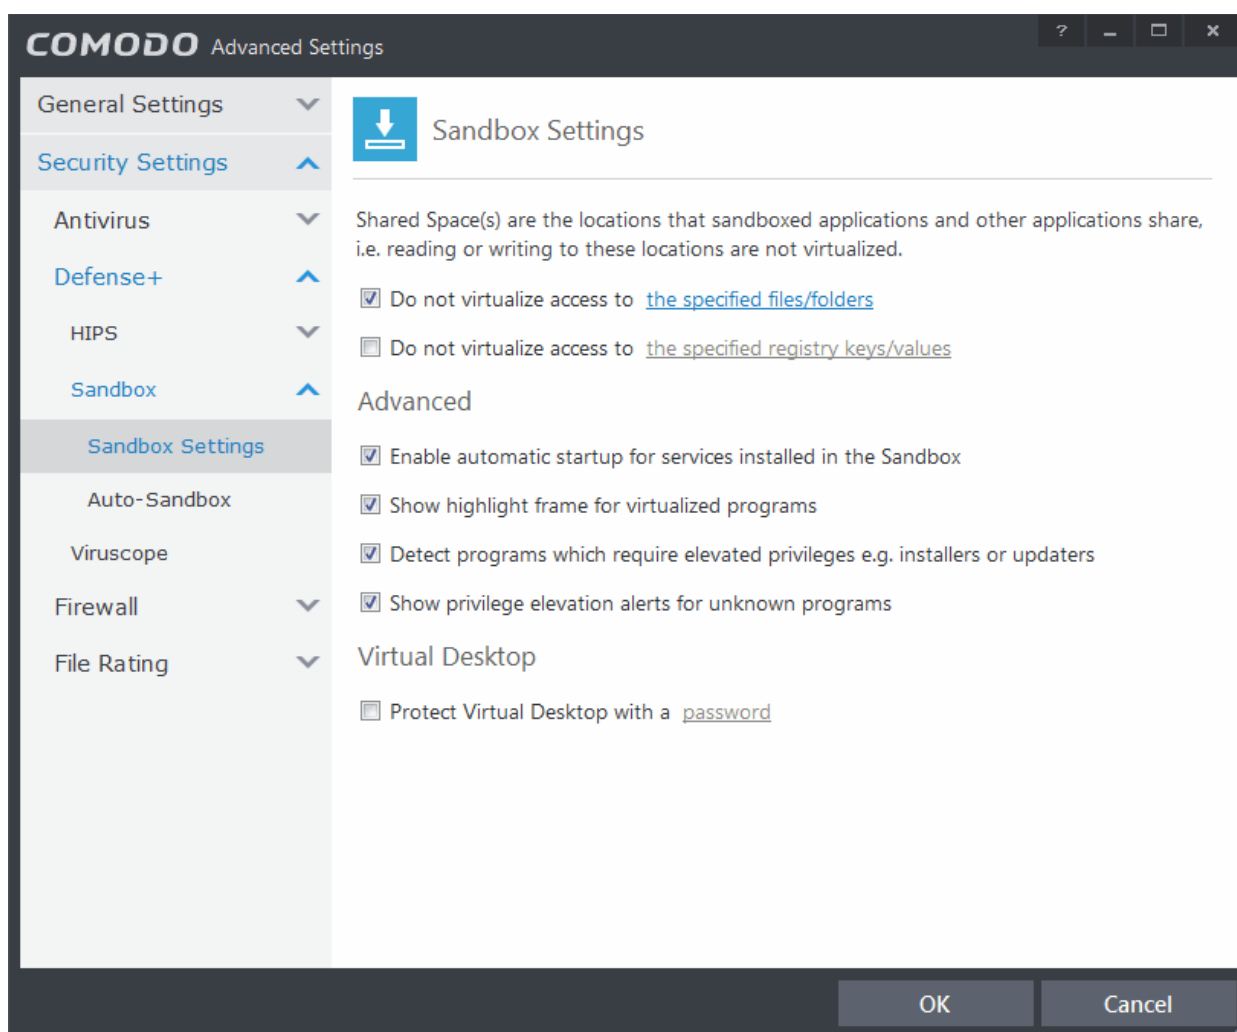 COMODO Advanced Settings
?
General Settings
Security Settings
Antivirus
Defense+
HIPS
Sandbox
Sandbox Settings
Auto-Sandbox
Viruscope
Firewall
File Rating
Sandbox Settings
Shared Space(s) are the locations that sandboxed applications and other applications share,
i.e. reading or writing to these locations are not virtualized.
Do not virtualize access to the specified files/folders
Do not virtualize access to the specified registry keys/values
Advanced
Enable automatic startup for services installed in the Sandbox
Show highlight frame for virtualized programs
Detect programs which require elevated privileges e.g. installers or updaters
Show privilege elevation alerts for unknown programs
Virtual Desktop
Protect Virtual Desktop with a password
OK Cancel